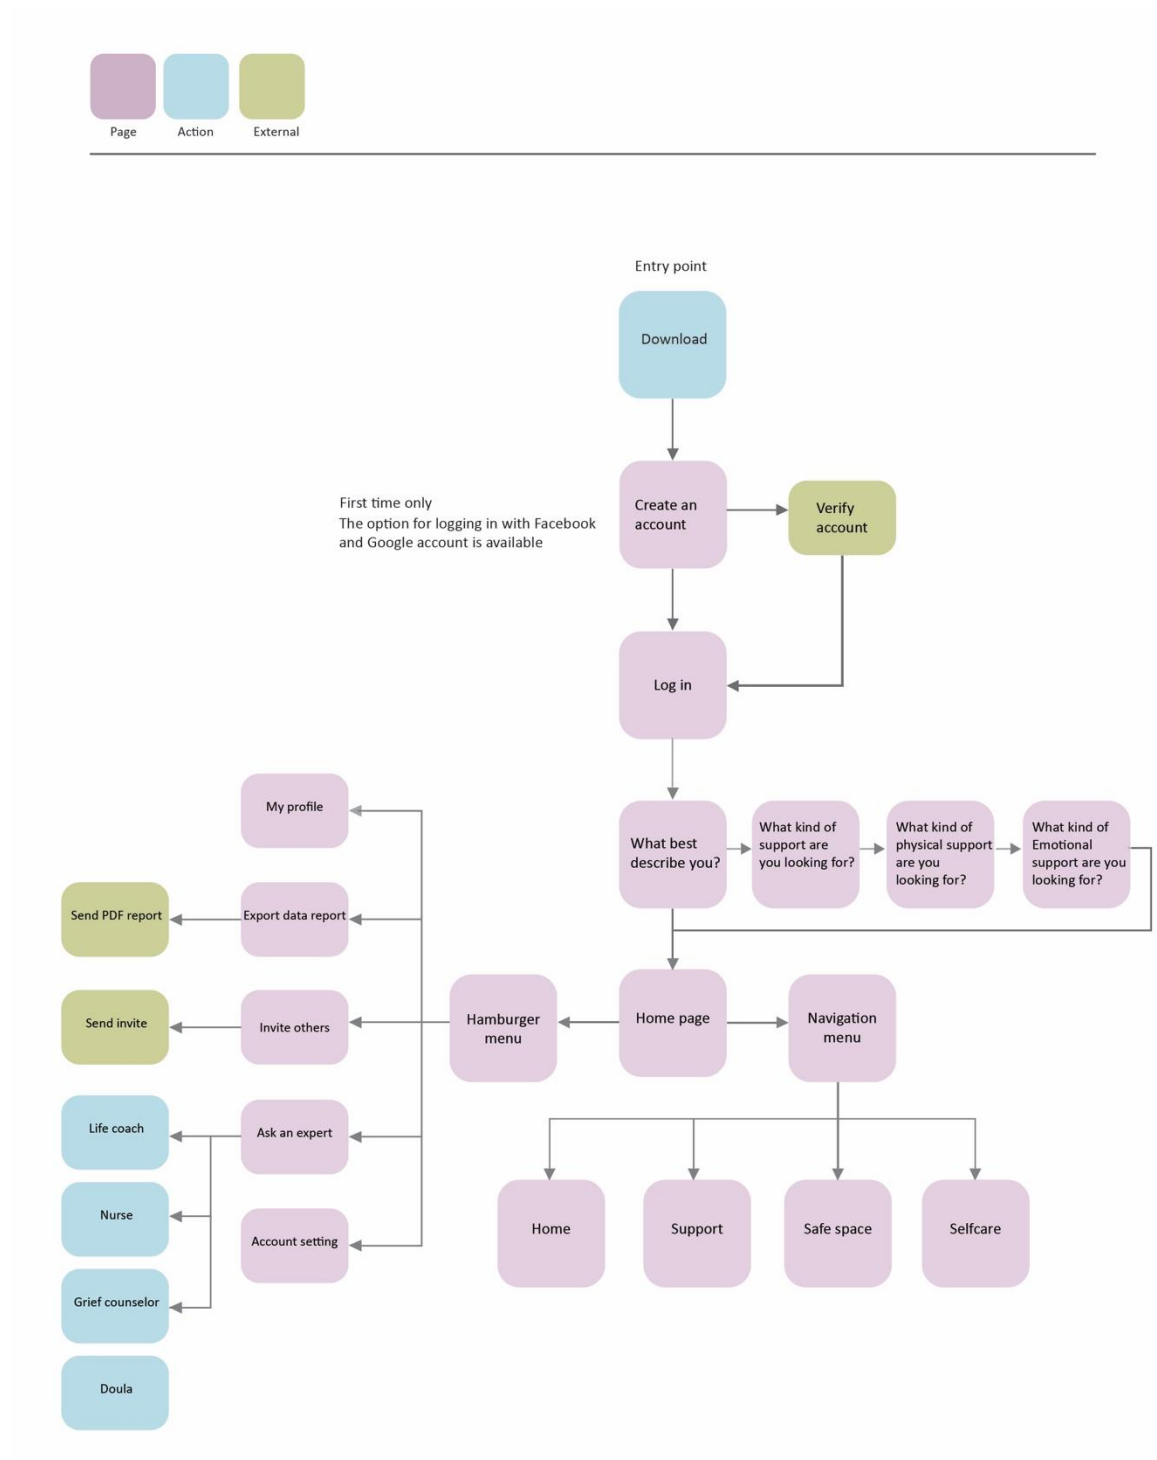 Page
Action
External
Entry point
Download
Create an
account
Verify
account
First time only
The option for logging in with Facebook
and Google account is available
Log in
My profile
What best
describe you?
What kind of
support are
you looking for?
What kind of
physical support
are you
looking for?
What kind of
Emotional
support are you
looking for?
Send PDF report
Export data report
Send invite
Invite others
Hamburger
menu
Home page
Navigation
menu
Life coach
Ask an expert
Nurse
Account setting
Home
Support
Safe space
Selfcare
Grief counselor
Doula